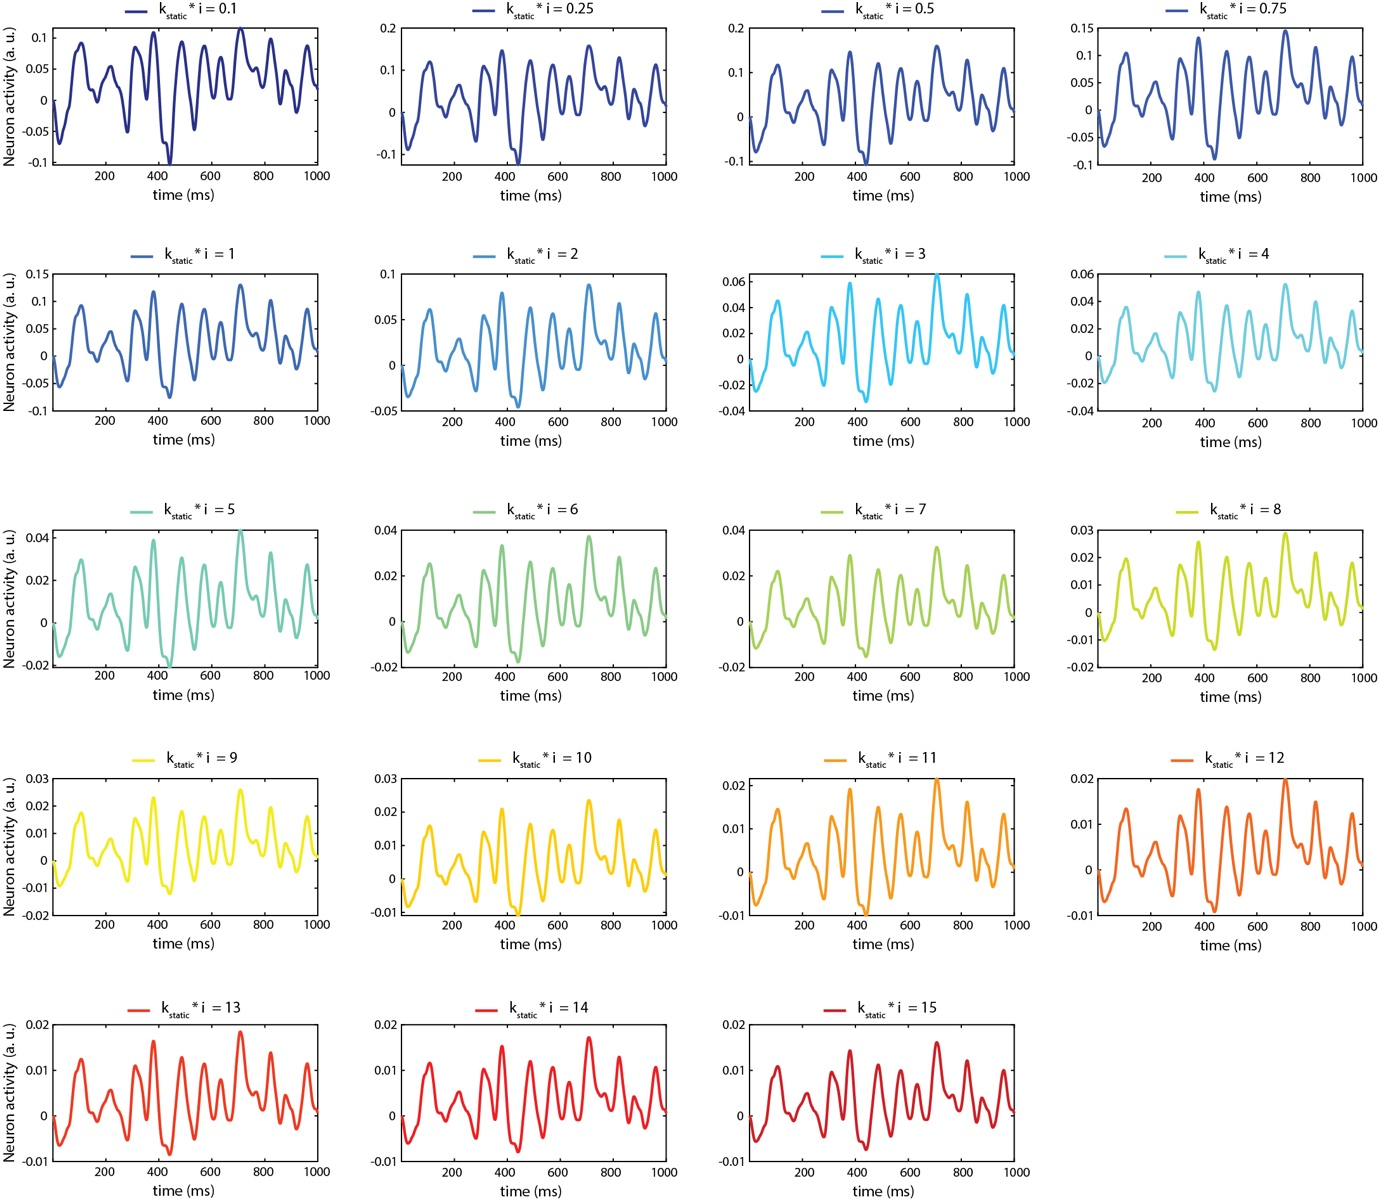 k_static * i = 0.1 k_static * i = 0.25 k_static * i = 0.5 k_static * i = 0.75
Neuron activity (a. u.)
0.1 0.05 0 -0.05 -0.1
0.2 0.1 0 -0.1
0.2 0.1 0 -0.1
0.15 0.1 0.05 0 -0.05 -0.1
200 400 600 800 1000 200 400 600 800 1000 200 400 600 800 1000 200 400 600 800 1000
time (ms) time (ms) time (ms) time (ms)
k_static * i = 1 k_static * i = 2 k_static * i = 3 k_static * i = 4
Neuron activity (a. u.)
0.15 0.1 0.05 0 -0.05 -0.1
0.1 0.05 0 -0.05
0.06 0.04 0.02 0 -0.02 -0.04
0.06 0.04 0.02 0 -0.02 -0.04
200 400 600 800 1000 200 400 600 800 1000 200 400 600 800 1000 200 400 600 800 1000
time (ms) time (ms) time (ms) time (ms)
k_static * i = 5 k_static * i = 6 k_static * i = 7 k_static * i = 8
Neuron activity (a. u.)
0.04 0.02 0 -0.02
0.04 0.02 0 -0.02
0.04 0.02 0 -0.02
0.03 0.02 0.01 0 -0.01 -0.02
200 400 600 800 1000 200 400 600 800 1000 200 400 600 800 1000 200 400 600 800 1000
time (ms) time (ms) time (ms) time (ms)
k_static * i = 9 k_static * i = 10 k_static * i = 11 k_static * i = 12
Neuron activity (a. u.)
0.03 0.02 0.01 0 -0.01 -0.02
0.03 0.02 0.01 0 -0.01
0.02 0.01 0 -0.01
0.02 0.01 0 -0.01
200 400 600 800 1000 200 400 600 800 1000 200 400 600 800 1000 200 400 600 800 1000
time (ms) time (ms) time (ms) time (ms)
k_static * i = 13 k_static * i = 14 k_static * i = 15
Neuron activity (a. u.)
0.02 0.01 0 -0.01
0.02 0.01 0 -0.01
0.02 0.01 0 -0.01
200 400 600 800 1000 200 400 600 800 1000 200 400 600 800 1000
time (ms) time (ms) time (ms)